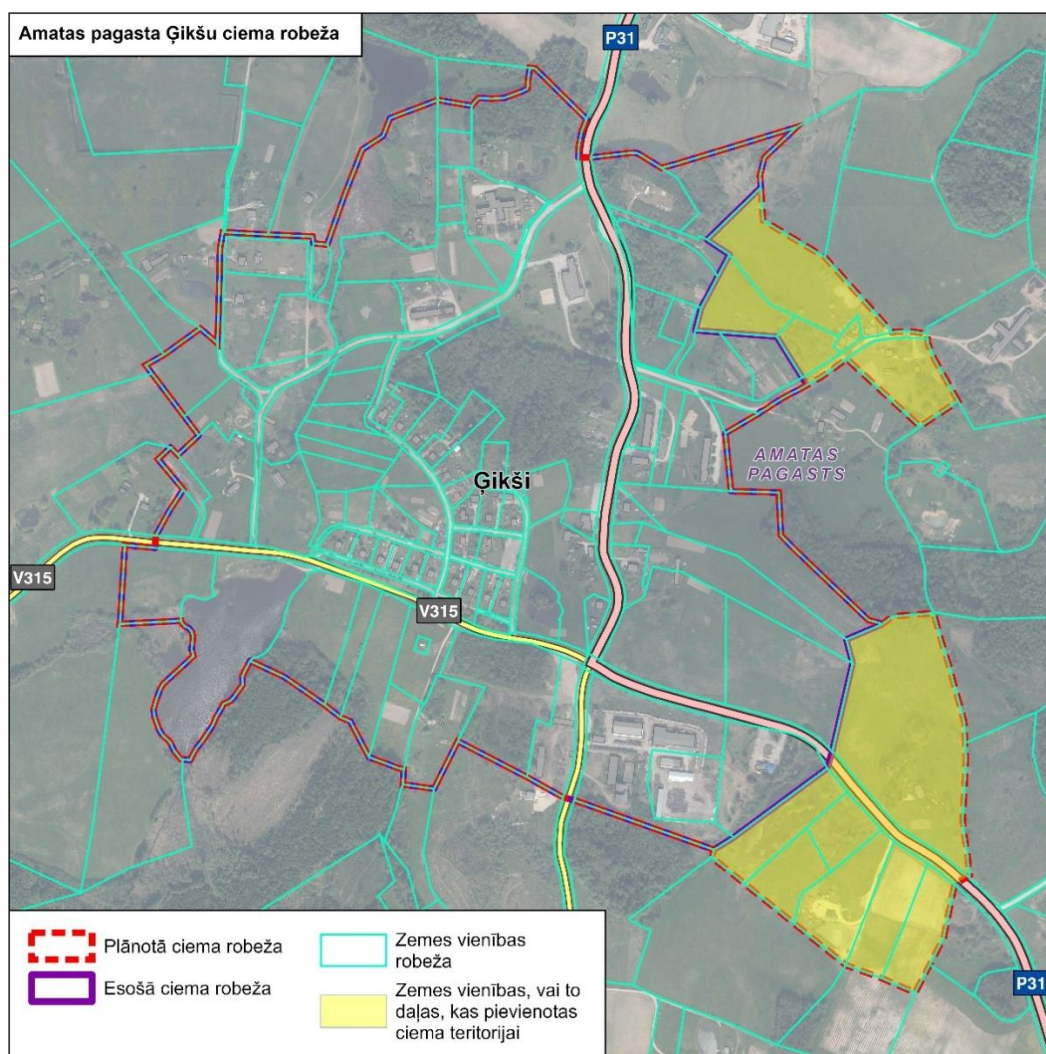 Amatas pagasta Ģikšu ciema robeža
P31
AMATAS
PAGASTS
Ģikši
V315
V315
P31
Plānotā ciema robeža
Esošā ciema robeža
Zemes vienības
robeža
Zemes vienības, vai to
daļas, kas pievienotas
ciema teritorijai